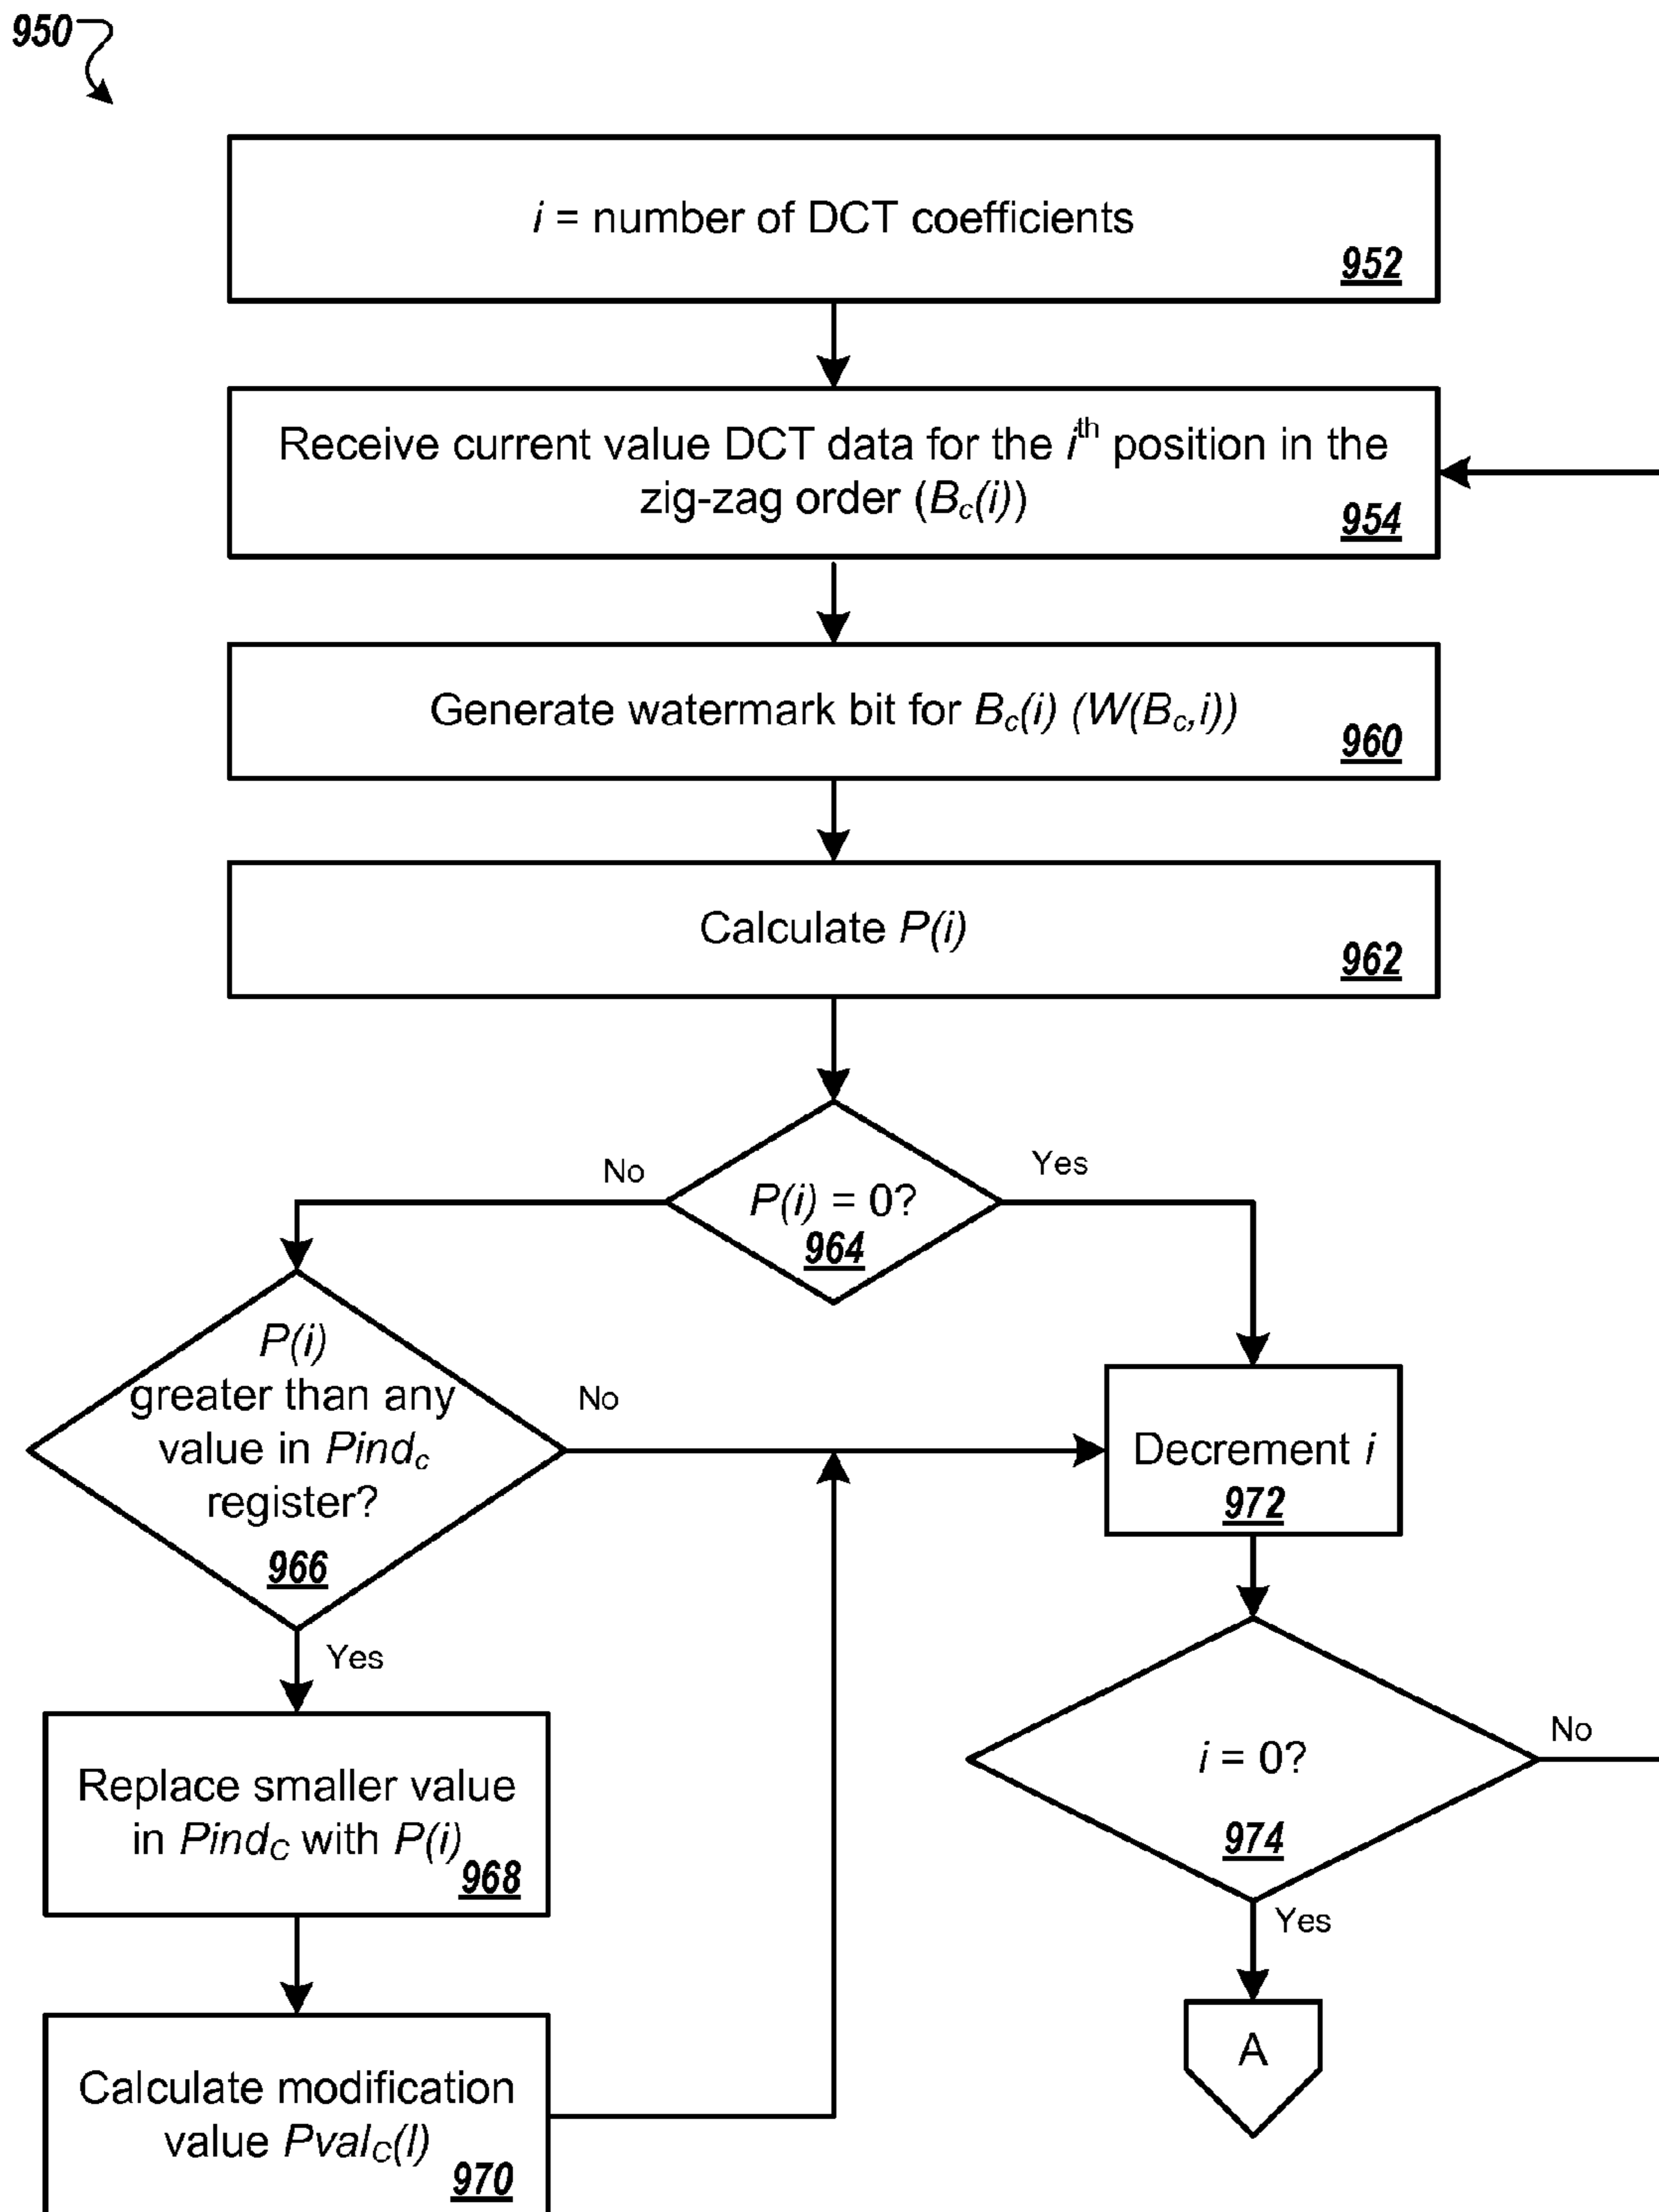 950
i = number of DCT coefficients
952
Receive current value DCT data for the ith position in the
zig-zag order (Bc(i))
954
Generate watermark bit for Bc(i) (W(Bc,i))
960
Calculate P(i)
962
No
Yes
P(i) = 0?
964
P(i)
greater than any
value in Pindc
register?
966
No
Decrement i
972
Yes
Replace smaller value
in PindC with P(i)
968
i = 0?
974
No
Yes
A
Calculate modification
value PvalC(l)
970